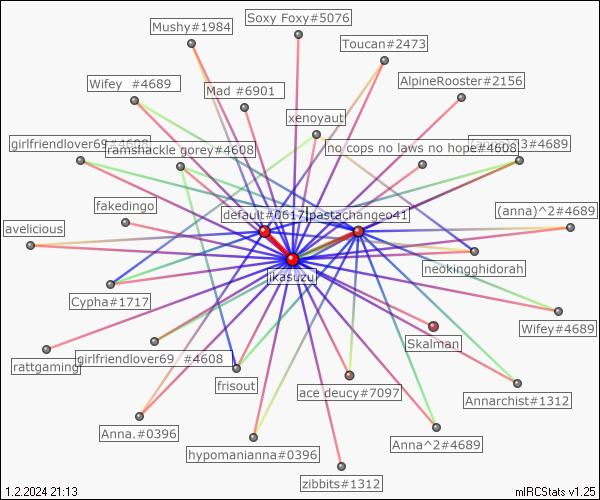 Soxy Foxy#5076
Mushy#1984
Toucan#2473
AlpineRooster#2156
Wifey #4689
Mad #6901
xenoyaut
girlfriendlover69#4608
ramshackle gorey#4608
no cops no laws no hope#4608
3#4689
fakedingo
default#0617
pastachangeo41
(anna)^2#4689
avelicious
neokingghidorah
ikasuzu
Cypha#1717
Wifey#4689
Skalman
rattgaming
girlfriendlover69 #4608
frisout
ace deucy#7097
Annarchist#1312
Anna.#0396
Anna^2#4689
hypomanianna#0396
zibbits#1312
1.2.2024 21:13
mIRCStats v1.25